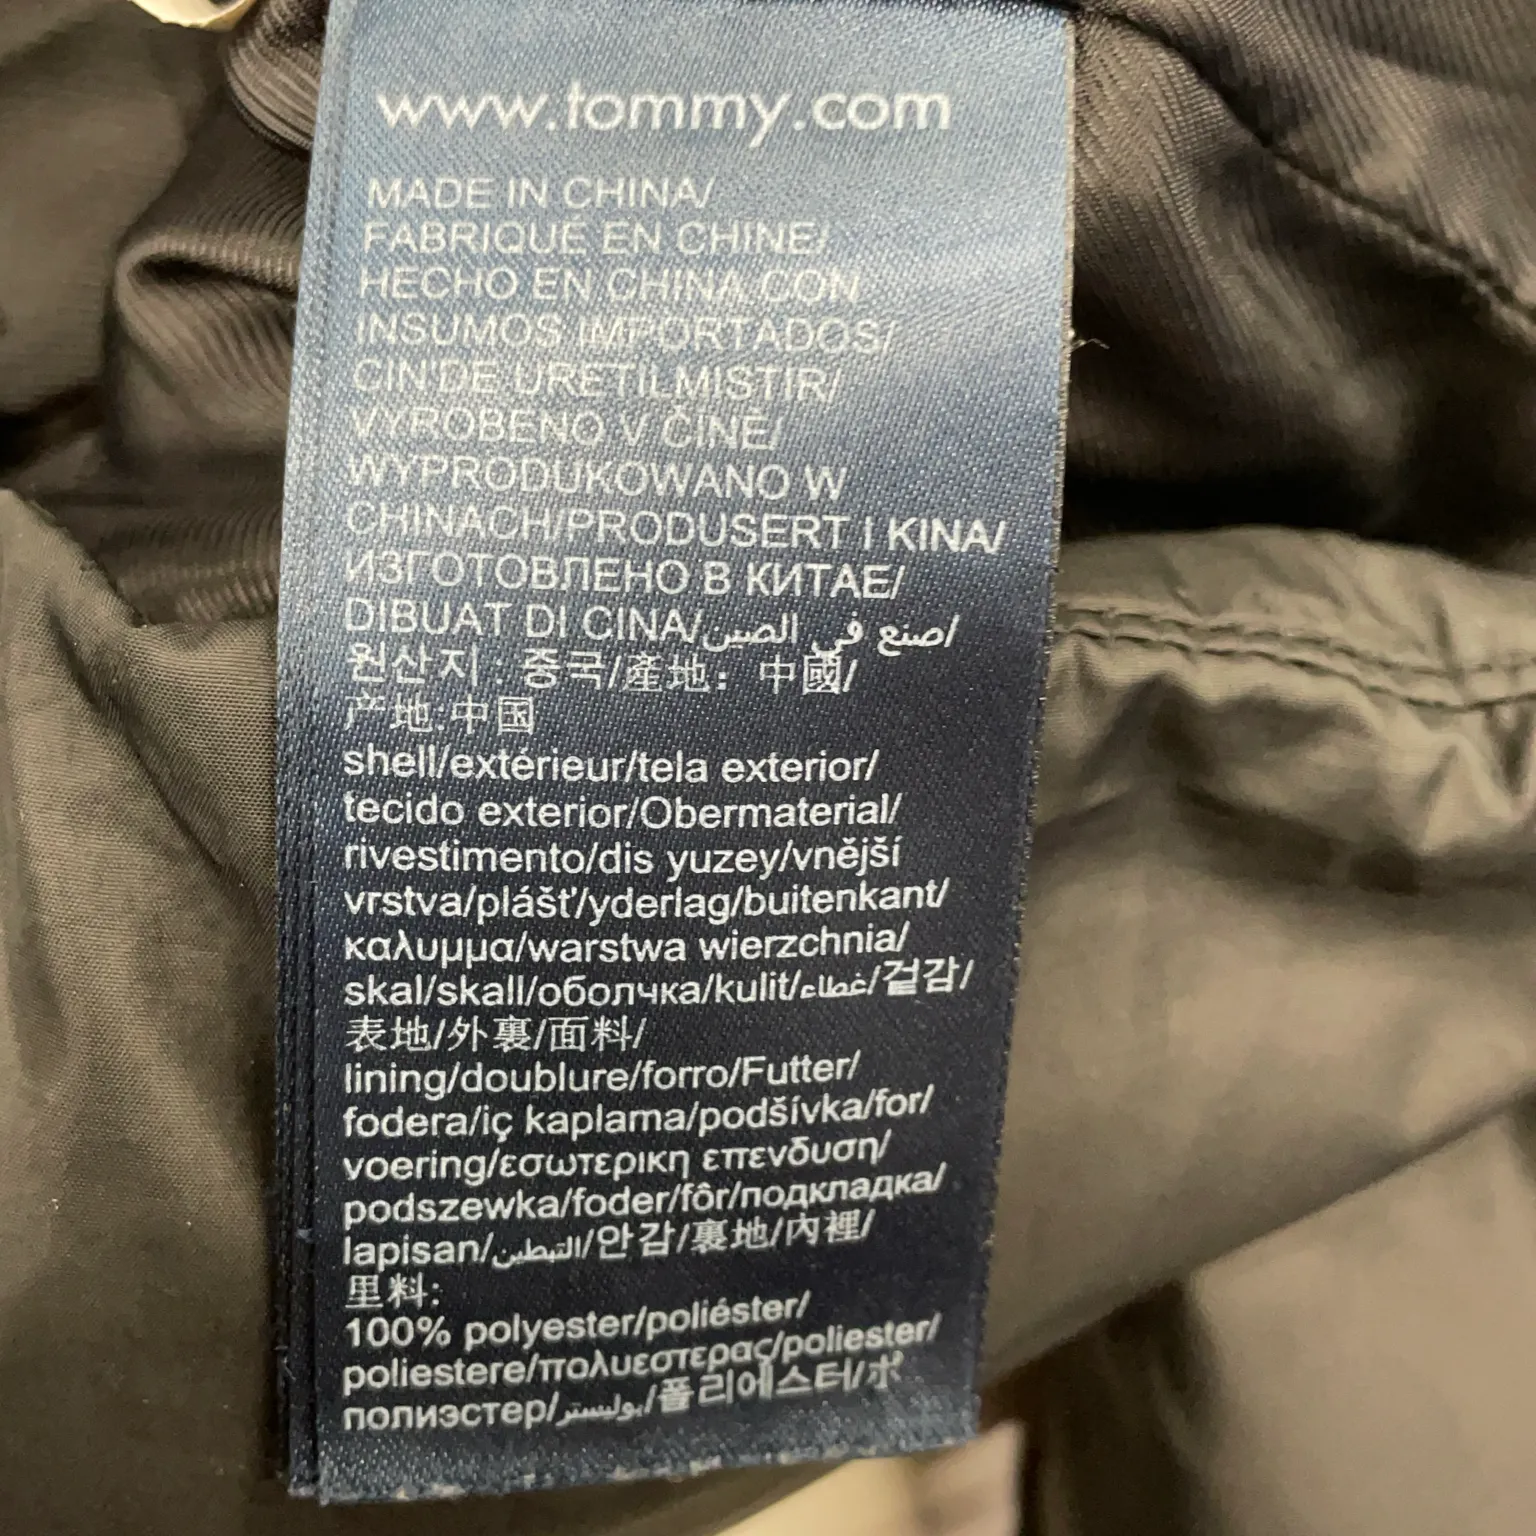 www.tommy.com
MADE IN CHINA/
FABRIQUÉ EN CHINE/
HECHO EN CHINA CON
INSUMOS IMPORTADOS/
CIN'DE URETILMISTIR/
VYROBENO V ČÍNĚ/
WYPRODUKOWANO W
CHINACH/PRODUSERT I KINA/
ИЗГОТОВЛЕНО В КИТАЕ/
DIBUAT DI CINA/صنع في الصين/
원산지 : 중국/產地: 中國/
产地:中国
shell/extérieur/tela exterior/
tecido exterior/Obermaterial/
rivestimento/dis yuzey/vnější
vrstva/plášť/yderlag/buitenkant/
καλυμμα/warstwa wierzchnia/
skal/skall/оболчка/kulit/غطاء/겉감/
表地/外裏/面料/
lining/doublure/forro/Futter/
fodera/iç kaplama/podšívka/for/
voering/εσωτερικη επενδυση/
podszewka/foder/fôr/подкладка/
lapisan/التبطين/안감/裏地/內裡/
里料:
100% polyester/poliéster/
poliestere/πολυεστερας/poliester/
полиэстер/بوليستر/폴리에스터/ポ